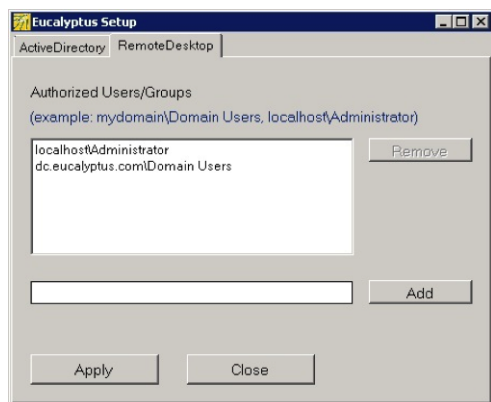 Eucalyptus Setup
ActiveDirectory RemoteDesktop
Authorized Users/Groups
(example: mydomain\Domain Users, localhost\Administrator)
localhost\Administrator
dc.eucalyptus.com\Domain Users
Remove
Add
Apply Close